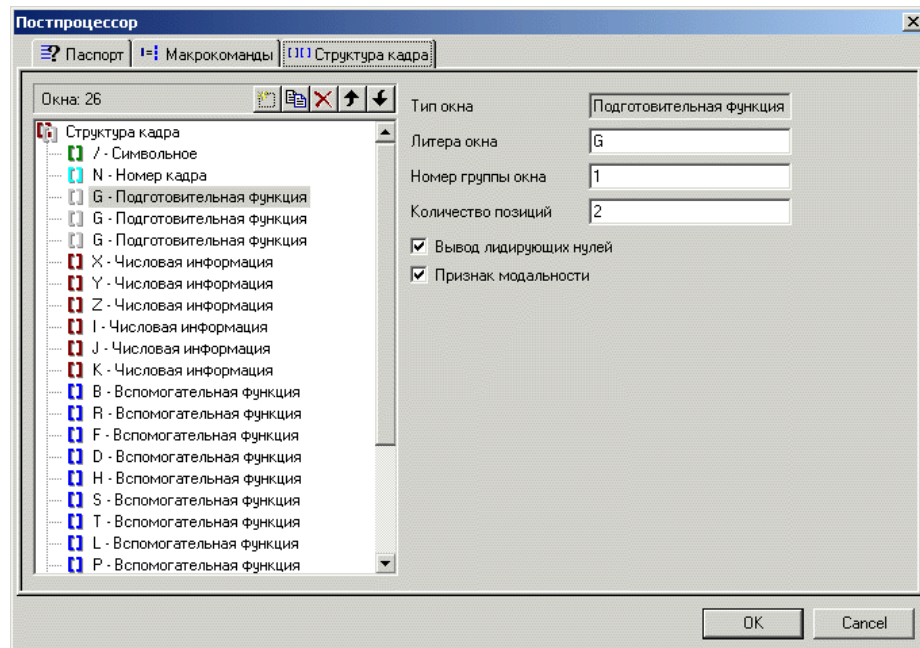 Постпроцессор
Паспорт
Макрокоманды
Структура кадра
Окна: 26
Структура кадра
/ - Символьное
N - Номер кадра
G - Подготовительная функция
G - Подготовительная функция
G - Подготовительная функция
X - Числовая информация
Y - Числовая информация
Z - Числовая информация
I - Числовая информация
J - Числовая информация
K - Числовая информация
B - Вспомогательная функция
R - Вспомогательная функция
F - Вспомогательная функция
D - Вспомогательная функция
H - Вспомогательная функция
S - Вспомогательная функция
T - Вспомогательная функция
L - Вспомогательная функция
P - Вспомогательная функция
Тип окна Подготовительная функция
Литера окна G
Номер группы окна 1
Количество позиций 2
Вывод лидирующих нулей
Признак модальности
OK
Cancel